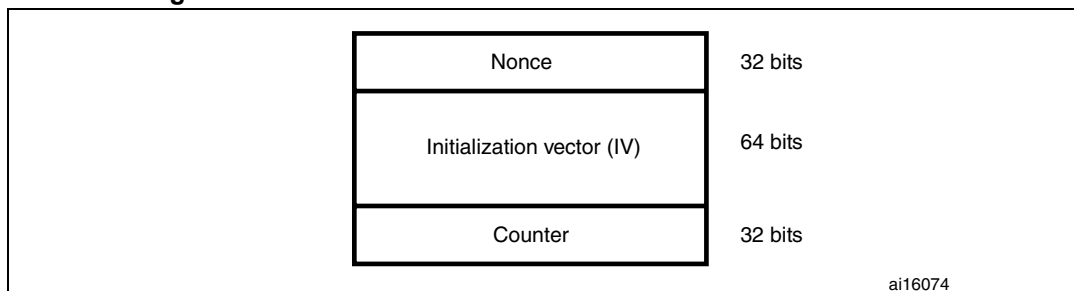 Nonce 32 bits
Initialization vector (IV) 64 bits
Counter 32 bits
ai16074